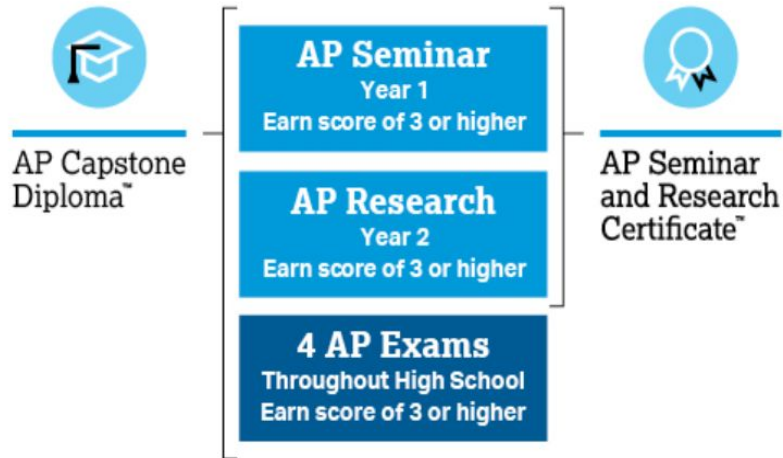 AP Capstone
Diploma™
AP Seminar
Year 1
Earn score of 3 or higher
AP Research
Year 2
Earn score of 3 or higher
4 AP Exams
Throughout High School
Earn score of 3 or higher
AP Seminar
and Research
Certificate™